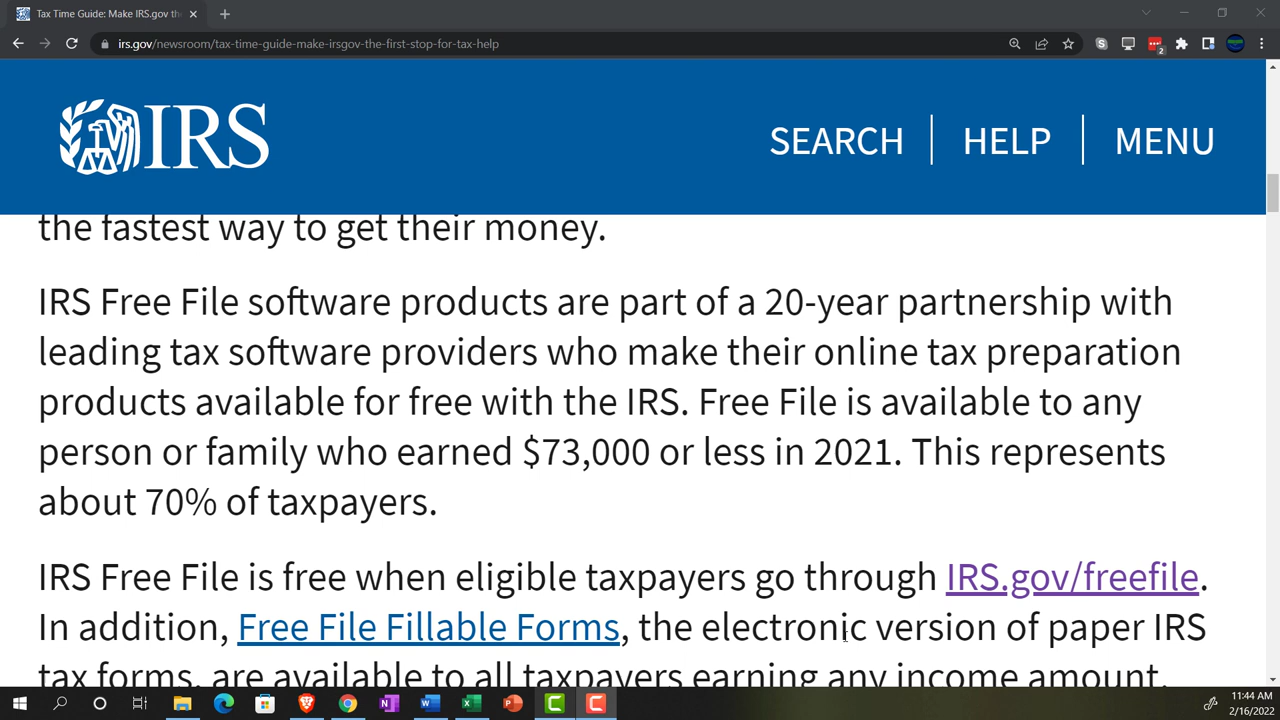 Tax Time Guide: Make IRS.gov the
irs.gov/newsroom/tax-time-guide-make-irsgov-the-first-stop-for-tax-help
2
IRS
SEARCH
HELP
MENU
the fastest way to get their money.
IRS Free File software products are part of a 20-year partnership with
leading tax software providers who make their online tax preparation
products available for free with the IRS. Free File is available to any
person or family who earned $73,000 or less in 2021. This represents
about 70% of taxpayers.
IRS Free File is free when eligible taxpayers go through IRS.gov/freefile.
In addition, Free File Fillable Forms, the electronic version of paper IRS
tax forms, are available to all taxpayers earning any income amount.
11:44 AM
2/16/2022